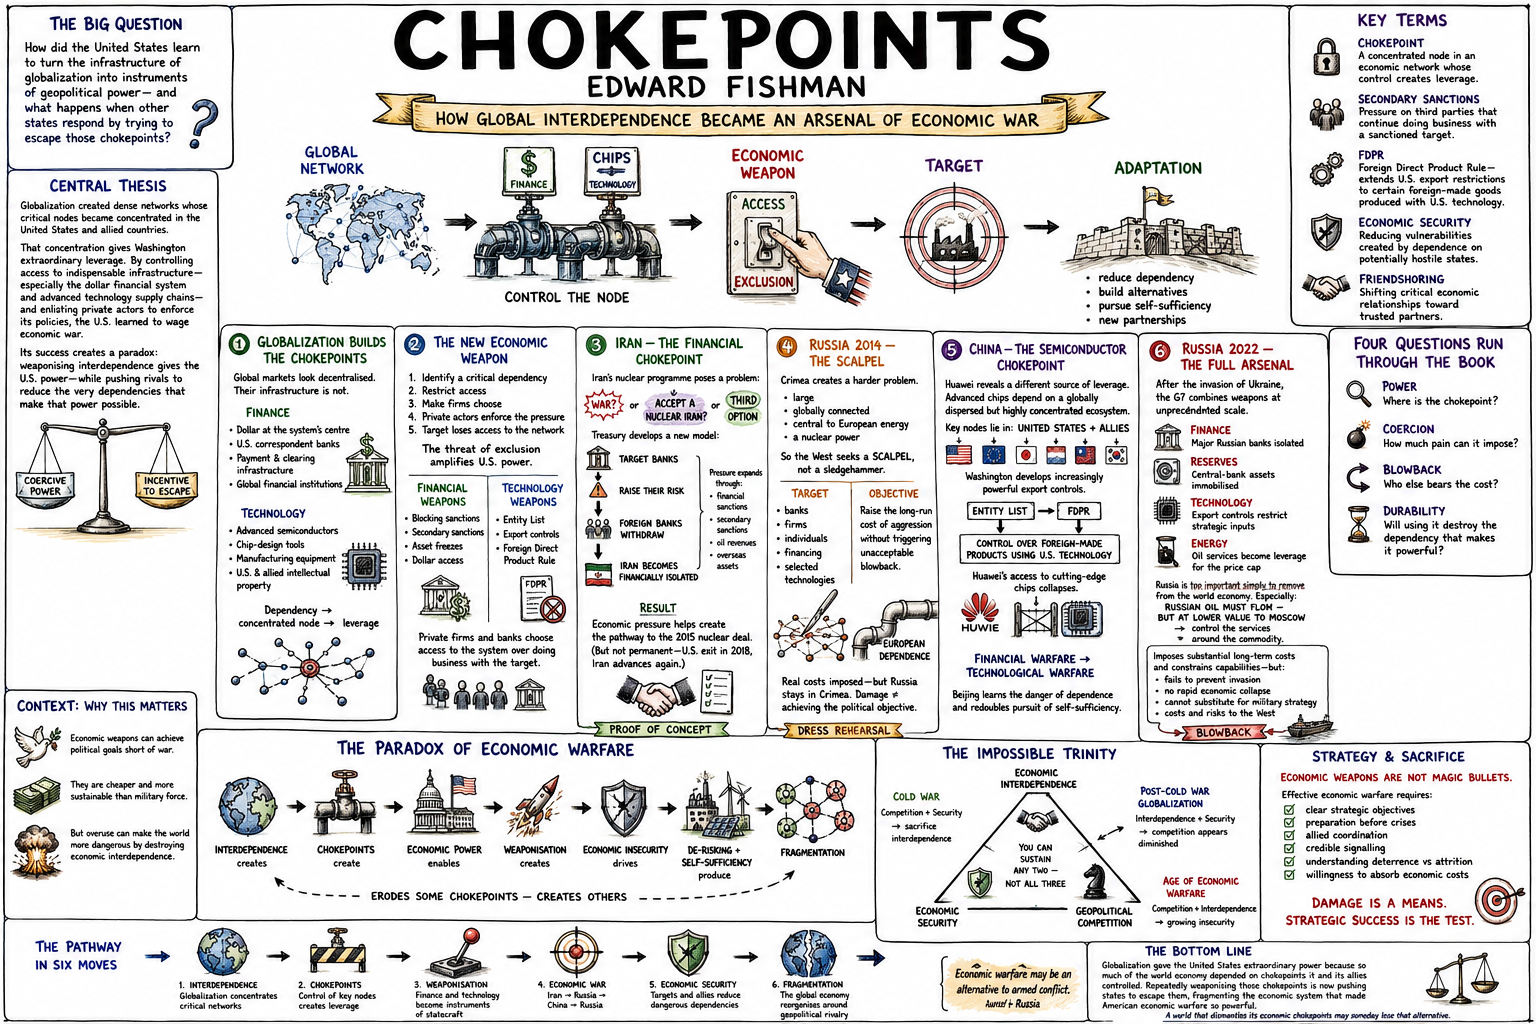 CHOKEPOINTS
EDWARD FISHMAN
HOW GLOBAL INTERDEPENDENCE BECAME AN ARSENAL OF ECONOMIC WAR
THE BIG QUESTION
How did the United States learn
to turn the infrastructure of
globalization into instruments
of geopolitical power— and
what happens when other
states respond by trying to
escape those chokepoints?
?
CENTRAL THESIS
Globalization created dense networks whose
critical nodes became concentrated in the
United States and allied countries.
That concentration gives Washington
extraordinary leverage. By controlling
access to indispensable infrastructure—
especially the dollar financial system
and advanced technology supply chains—
and enlisting private actors to enforce
its policies, the U.S. learned to wage
economic war.
Its success creates a paradox:
weaponising interdependence gives the
U.S. power—while pushing rivals to
reduce the very dependencies that
make that power possible.
COERCIVE
POWER
INCENTIVE
TO ESCAPE
GLOBAL
NETWORK
$
FINANCE
CHIPS
TECHNOLOGY
CONTROL THE NODE
ECONOMIC
WEAPON
ACCESS
EXCLUSION
TARGET
ADAPTATION
• reduce dependency
• build alternatives
• pursue self-sufficiency
• new partnerships
KEY TERMS
CHOKEPOINT
A concentrated node in an
economic network whose
control creates leverage.
SECONDARY SANCTIONS
Pressure on third parties that
continue doing business with
a sanctioned target.
FDPR
Foreign Direct Product Rule—
extends U.S. export restrictions
to certain foreign-made goods
produced with U.S. technology.
ECONOMIC SECURITY
Reducing vulnerabilities
created by dependence on
potentially hostile states.
FRIENDSHORING
Shifting critical economic
relationships toward
trusted partners.
1 GLOBALIZATION BUILDS
THE CHOKEPOINTS
Global markets look decentralised.
Their infrastructure is not.
FINANCE
• Dollar at the system's centre
• U.S. correspondent banks
• Payment & clearing
infrastructure
• Global financial institutions
$
TECHNOLOGY
• Advanced semiconductors
• Chip-design tools
• Manufacturing equipment
• U.S. & allied intellectual
property
Dependency →
concentrated node → leverage
2 THE NEW ECONOMIC
WEAPON
1. Identify a critical dependency
2. Restrict access
3. Make firms choose
4. Private actors enforce the pressure
5. Target loses access to the network
The threat of exclusion
amplifies U.S. power.
FINANCIAL
WEAPONS
• Blocking sanctions
• Secondary sanctions
• Asset freezes
• Dollar access
$
TECHNOLOGY
WEAPONS
• Entity List
• Export controls
• Foreign Direct
Product Rule
FDPR
Private firms and banks choose
access to the system over doing
business with the target.
3 IRAN — THE FINANCIAL
CHOKEPOINT
Iran's nuclear programme poses a problem:
WAR? or ACCEPT A
NUCLEAR IRAN? or THIRD
OPTION
Treasury develops a new model:
TARGET BANKS
RAISE THEIR RISK
FOREIGN BANKS
WITHDRAW
IRAN BECOMES
FINANCIALLY ISOLATED
Pressure expands
through:
• financial
sanctions
• secondary
sanctions
• oil revenues
• overseas
assets
RESULT
Economic pressure helps create
the pathway to the 2015 nuclear deal.
(But not permanent—U.S. exit in 2018,
Iran advances again.)
PROOF OF CONCEPT
4 RUSSIA 2014 —
THE SCALPEL
Crimea creates a harder problem.
• large
• globally connected
• central to European energy
• a nuclear power
So the West seeks a SCALPEL,
not a sledgehammer.
TARGET
• banks
• firms
• individuals
• financing
• selected
technologies
OBJECTIVE
Raise the long-run
cost of aggression
without triggering
unacceptable
blowback.
EUROPEAN
DEPENDENCE
Real costs imposed—but Russia
stays in Crimea. Damage ≠
achieving the political objective.
DRESS REHEARSAL
5 CHINA — THE SEMICONDUCTOR
CHOKEPOINT
Huawei reveals a different source of leverage.
Advanced chips depend on a globally
dispersed but highly concentrated ecosystem.
Key nodes lie in: UNITED STATES + ALLIES
Washington develops increasingly
powerful export controls.
ENTITY LIST → FDPR
CONTROL OVER FOREIGN-MADE
PRODUCTS USING U.S. TECHNOLOGY
Huawei's access to cutting-edge
chips collapses.
HUWIE
FINANCIAL WARFARE →
TECHNOLOGICAL WARFARE
Beijing learns the danger of dependence
and redoubles pursuit of self-sufficiency.
6 RUSSIA 2022 —
THE FULL ARSENAL
After the invasion of Ukraine,
the G7 combines weapons at
unprecéndnted scale.
FINANCE
Major Russian banks isolated
RESERVES
Central-bank assets
immobilised
TECHNOLOGY
Export controls restrict
strategic inputs
ENERGY
Oil services become leverage
for the price cap
Russia is too important simply to remove
from the world economy. Especially:
RUSSIAN OIL MUST FLOW —
BUT AT LOWER VALUE TO MOSCOW
→ control the services
around the commodity.
Imposes substantial long-term costs
and constrains capabilities—but:
• fails to prevent invasion
• no rapid economic collapse
• cannot substitute for military strategy
• costs and risks to the West
BLOWBACK
FOUR QUESTIONS RUN
THROUGH THE BOOK
POWER
Where is the chokepoint?
COERCION
How much pain can it impose?
BLOWBACK
Who else bears the cost?
DURABILITY
Will using it destroy the
dependency that makes
it powerful?
CONTEXT: WHY THIS MATTERS
Economic weapons can achieve
political goals short of war.
They are cheaper and more
sustainable than military force.
But overuse can make the world
more dangerous by destroying
economic interdependence.
THE PARADOX OF ECONOMIC WARFARE
INTERDEPENDENCE
creates
CHOKEPOINTS
create
ECONOMIC POWER
enables
WEAPONISATION
creates
ECONOMIC INSECURITY
drives
DE-RISKING +
SELF-SUFFICIENCY
produce
FRAGMENTATION
ERODES SOME CHOKEPOINTS — CREATES OTHERS
THE IMPOSSIBLE TRINITY
ECONOMIC
INTERDEPENDENCE
COLD WAR
Competition + Security
→ sacrifice
interdependence
YOU CAN
SUSTAIN
ANY TWO —
NOT ALL THREE
POST-COLD WAR
GLOBALIZATION
Interdependence + Security
→ competition appears
diminished
AGE OF ECONOMIC
WARFARE
Competition + Interdependence
→ growing insecurity
ECONOMIC
SECURITY
GEOPOLITICAL
COMPETITION
STRATEGY & SACRIFICE
ECONOMIC WEAPONS ARE NOT MAGIC BULLETS.
Effective economic warfare requires:
clear strategic objectives
preparation before crises
allied coordination
credible signalling
understanding deterrence vs attrition
willingness to absorb economic costs
DAMAGE IS A MEANS.
STRATEGIC SUCCESS IS THE TEST.
THE PATHWAY
IN SIX MOVES
1. INTERDEPENDENCE
Globalization concentrates
critical networks
2. CHOKEPOINTS
Control of key nodes
creates leverage
3. WEAPONISATION
Finance and technology
become instruments
of statecraft
4. ECONOMIC WAR
Iran → Russia →
China → Russia
5. ECONOMIC SECURITY
Targets and allies reduce
dangerous dependencies
6. FRAGMENTATION
The global economy
reorganises around
geopolitical rivalry
Economic warfare may be an
alternative to armed conflict.
+ Russia
THE BOTTOM LINE
Globalization gove the United States extraordinary power because so
much of the world economy depended on chokepoints it and its allies
controlled. Repeatedly weaponising those chokepoints is now pushing
states to escape them, fragmenting the economic system that made
American economic warfare so powerful.
A world that dismantles its economic chokepoints may someday lose that alternative.